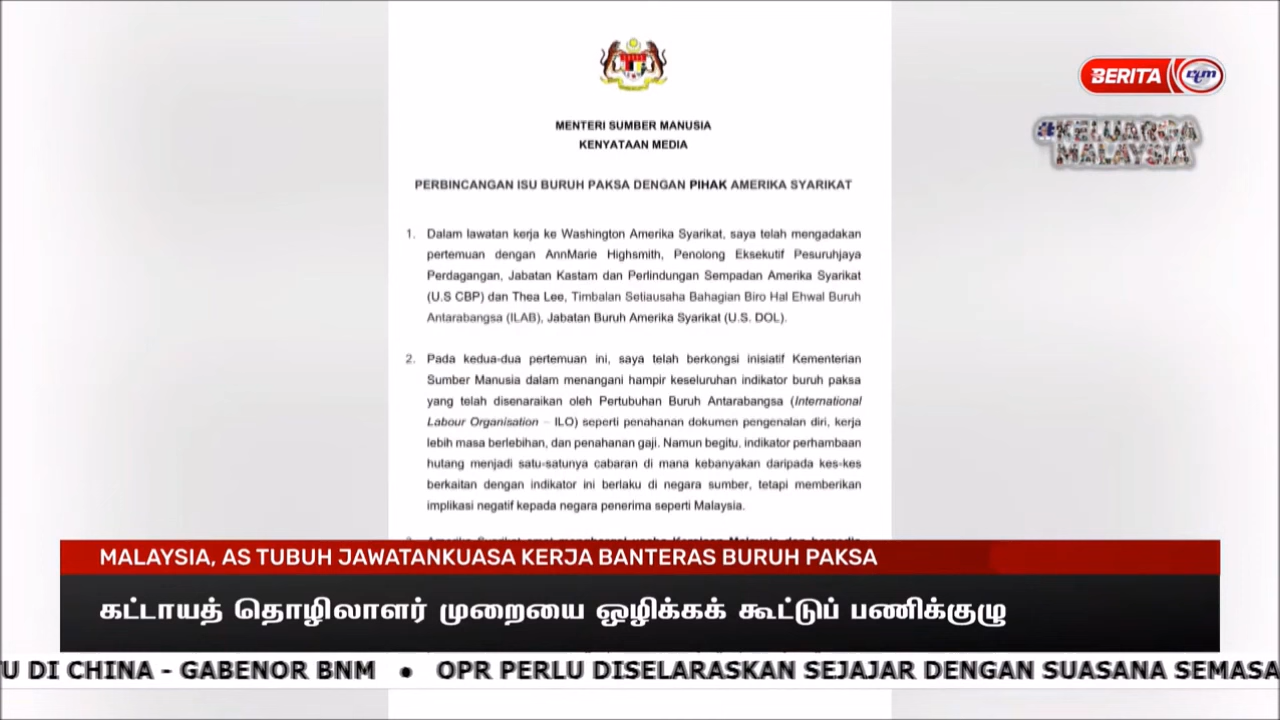 BERITA rtm
#KELUARGA
MALAYSIA
MENTERI SUMBER MANUSIA
KENYATAAN MEDIA
PERBINCANGAN ISU BURUH PAKSA DENGAN PIHAK AMERIKA SYARIKAT
1. Dalam lawatan kerja ke Washington Amerika Syarikat, saya telah mengadakan
pertemuan dengan AnnMarie Highsmith, Penolong Eksekutif Pesuruhjaya
Perdagangan, Jabatan Kastam dan Perlindungan Sempadan Amerika Syarikat
(U.S CBP) dan Thea Lee, Timbalan Setiausaha Bahagian Biro Hal Ehwal Buruh
Antarabangsa (ILAB), Jabatan Buruh Amerika Syarikat (U.S. DOL).
2. Pada kedua-dua pertemuan ini, saya telah berkongsi inisiatif Kementerian
Sumber Manusia dalam menangani hampir keseluruhan indikator buruh paksa
yang telah disenaraikan oleh Pertubuhan Buruh Antarabangsa (International
Labour Organisation – ILO) seperti penahanan dokumen pengenalan diri, kerja
lebih masa berlebihan, dan penahanan gaji. Namun begitu, indikator perhambaan
hutang menjadi satu-satunya cabaran di mana kebanyakan daripada kes-kes
berkaitan dengan indikator ini berlaku di negara sumber, tetapi memberikan
implikasi negatif kepada negara penerima seperti Malaysia.
MALAYSIA, AS TUBUH JAWATANKUASA KERJA BANTERAS BURUH PAKSA
கட்டாயத் தொழிலாளர் முறையை ஒழிக்கக் கூட்டுப் பணிக்குழு
TU DI CHINA - GABENOR BNM ● OPR PERLU DISELARASKAN SEJAJAR DENGAN SUASANA SEMASA